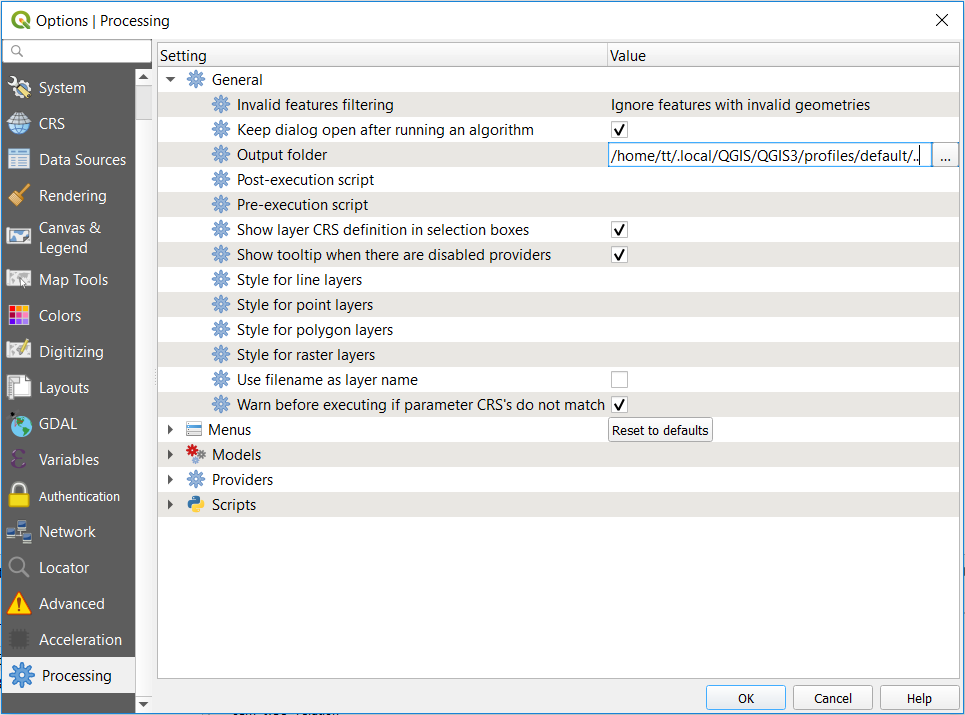 Options | Processing
Setting
Value
System
CRS
Data Sources
Rendering
Canvas &
Legend
Map Tools
Colors
Digitizing
Layouts
GDAL
Variables
Authentication
Network
Locator
Advanced
Acceleration
Processing
General
Invalid features filtering
Ignore features with invalid geometries
Keep dialog open after running an algorithm
Output folder
/home/tt/.local/QGIS/QGIS3/profiles/default/..
...
Post-execution script
Pre-execution script
Show layer CRS definition in selection boxes
Show tooltip when there are disabled providers
Style for line layers
Style for point layers
Style for polygon layers
Style for raster layers
Use filename as layer name
Warn before executing if parameter CRS's do not match
Menus
Reset to defaults
Models
Providers
Scripts
OK
Cancel
Help